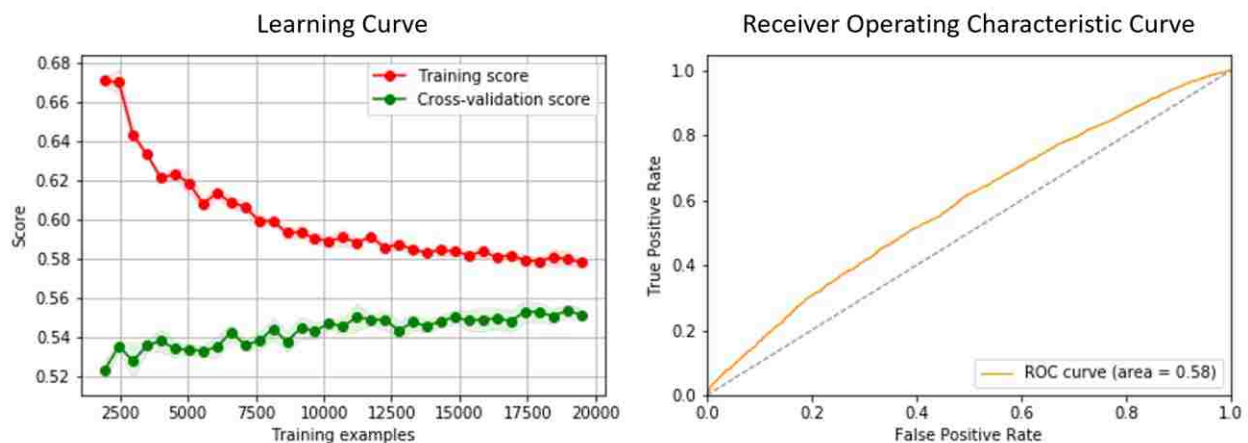 Learning Curve
0.68
0.66
0.64
0.62
0.60
0.58
0.56
0.54
0.52
Score
Training score
Cross-validation score
2500 5000 7500 10000 12500 15000 17500 20000
Training examples
Receiver Operating Characteristic Curve
1.0
0.8
0.6
0.4
0.2
0.0
True Positive Rate
ROC curve (area = 0.58)
0.0 0.2 0.4 0.6 0.8 1.0
False Positive Rate